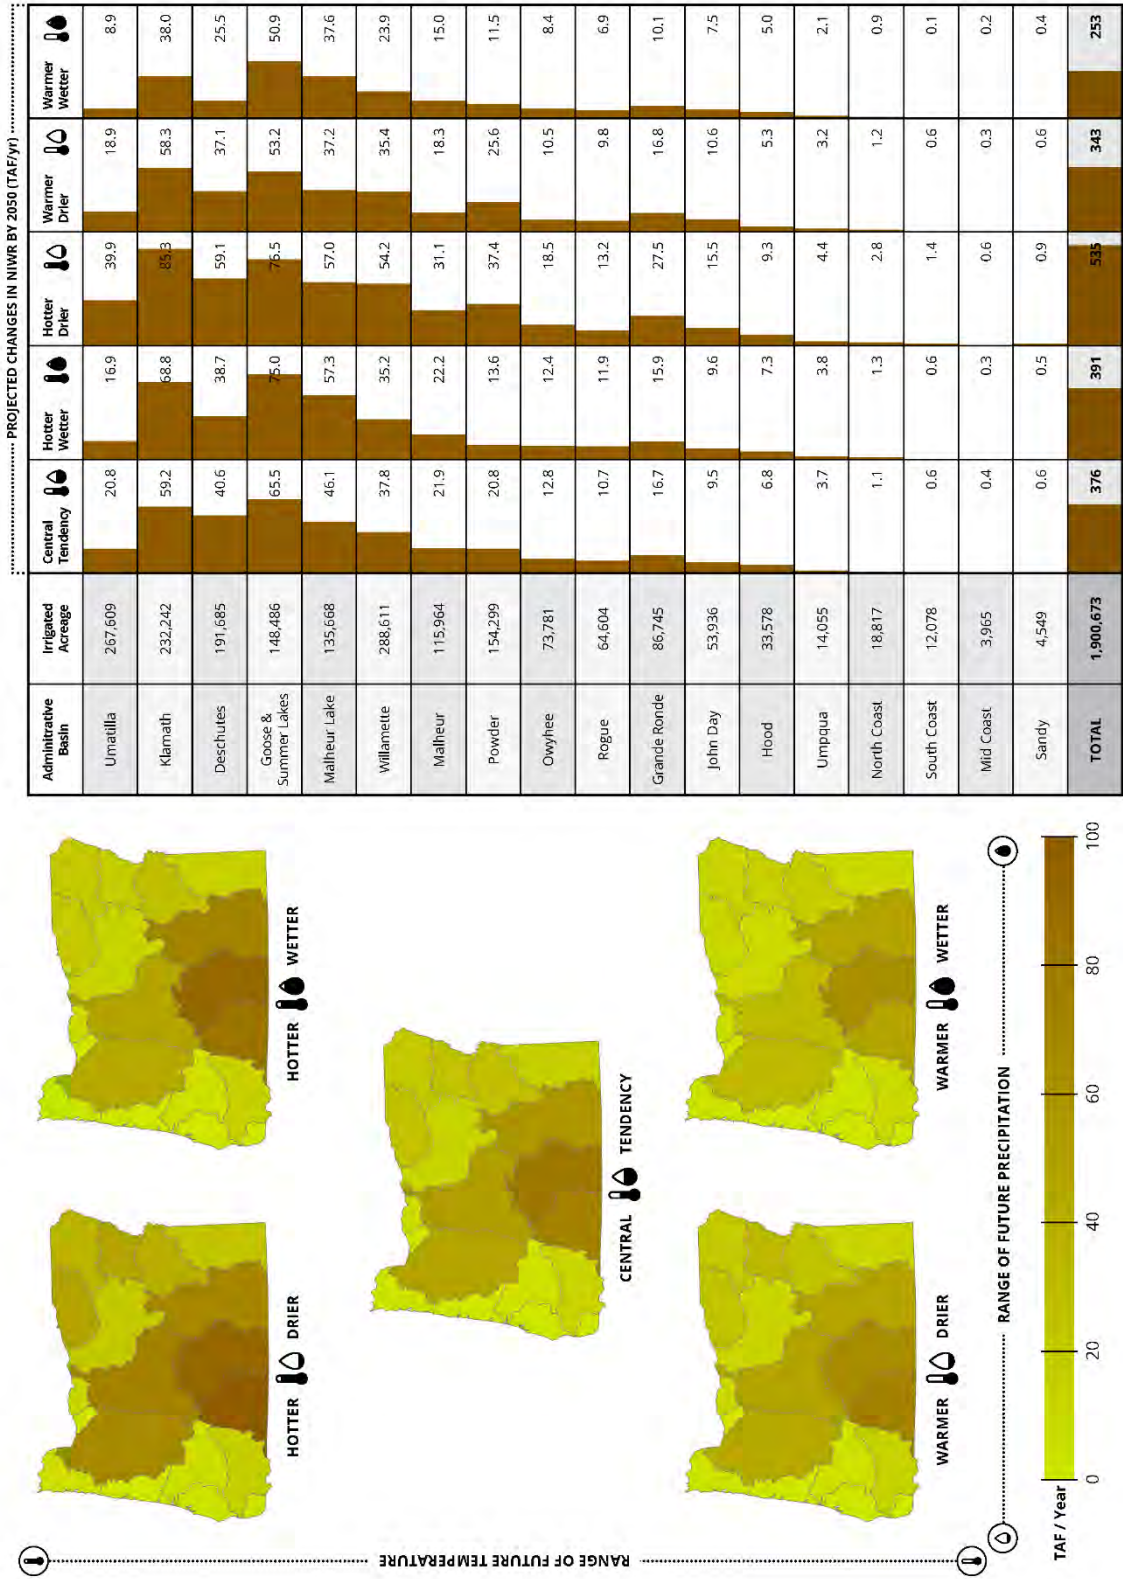 RANGE OF FUTURE TEMPERATURE
HOTTER DRIER
HOTTER WETTER
CENTRAL TENDENCY
WARMER DRIER
WARMER WETTER
RANGE OF FUTURE PRECIPITATION
TAF / Year
0 20 40 60 80 100
PROJECTED CHANGES IN NIWR BY 2050 (TAF/yr)
Adminitrative Basin Irrigated Acreage Central Tendency Hotter Wetter Hotter Drier Warmer Drier Warmer Wetter
Umatilla 267,609 20.8 16.9 39.9 18.9 8.9
Klamath 232,242 59.2 68.8 85.3 58.3 38.0
Deschutes 191,685 40.6 38.7 59.1 37.1 25.5
Goose & Summer Lakes 148,486 65.5 75.0 76.5 53.2 50.9
Malheur Lake 135,668 46.1 57.3 57.0 37.2 37.6
Willamette 288,611 37.8 35.2 54.2 35.4 23.9
Malheur 115,964 21.9 22.2 31.1 18.3 15.0
Powder 154,299 20.8 13.6 37.4 25.6 11.5
Owyhee 73,781 12.8 12.4 18.5 10.5 8.4
Rogue 64,604 10.7 11.9 13.2 9.8 6.9
Grande Ronde 86,745 16.7 15.9 27.5 16.8 10.1
John Day 53,936 9.5 9.6 15.5 10.6 7.5
Hood 33,578 6.8 7.3 9.3 5.3 5.0
Umpqua 14,055 3.7 3.8 4.4 3.2 2.1
North Coast 18,817 1.1 1.3 2.8 1.2 0.9
South Coast 12,078 0.6 0.6 1.4 0.6 0.1
Mid Coast 3,965 0.4 0.3 0.6 0.3 0.2
Sandy 4,549 0.6 0.5 0.9 0.6 0.4
TOTAL 1,900,673 376 391 535 343 253